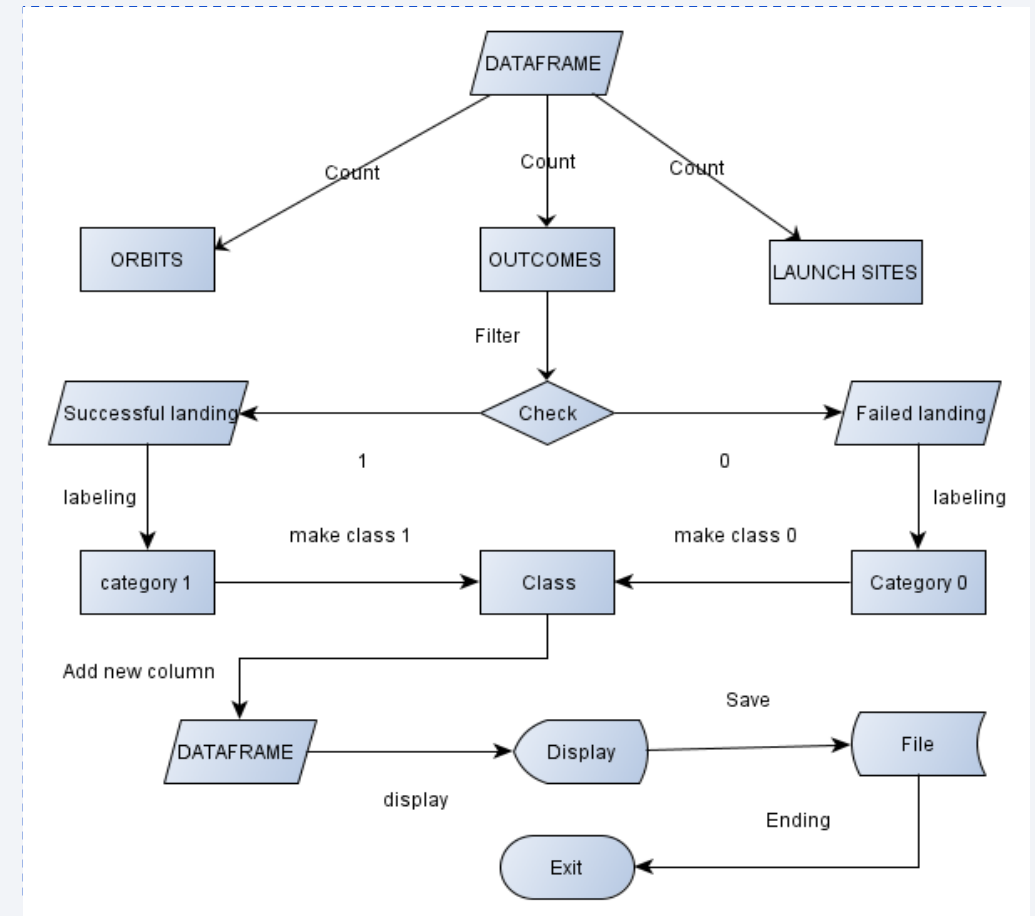 DATAFRAME
Count
Count
Count
ORBITS
OUTCOMES
LAUNCH SITES
Filter
Successful landing
Check
Failed landing
1
0
labeling
labeling
make class 1
make class 0
category 1
Class
Category 0
Add new column
Save
DATAFRAME
Display
File
display
Ending
Exit